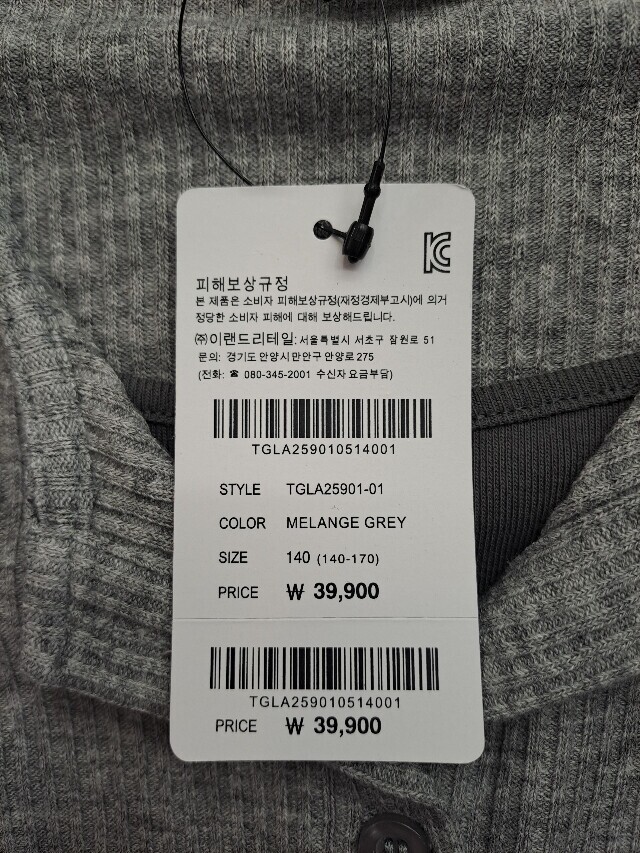 피해보상규정
본 제품은 소비자 피해보상규정(재정경제부고시)에 의거
정당한 소비자 피해에 대해 보상해드립니다.
㈜이랜드리테일: 서울특별시 서초구 잠원로 51
문의: 경기도 안양시 만안구 안양로 275
(전화: ☎ 080-345-2001 수신자 요금부담)
TGLA259010514001
STYLE TGLA25901-01
COLOR MELANGE GREY
SIZE 140 (140-170)
PRICE ₩ 39,900
TGLA259010514001
PRICE ₩ 39,900